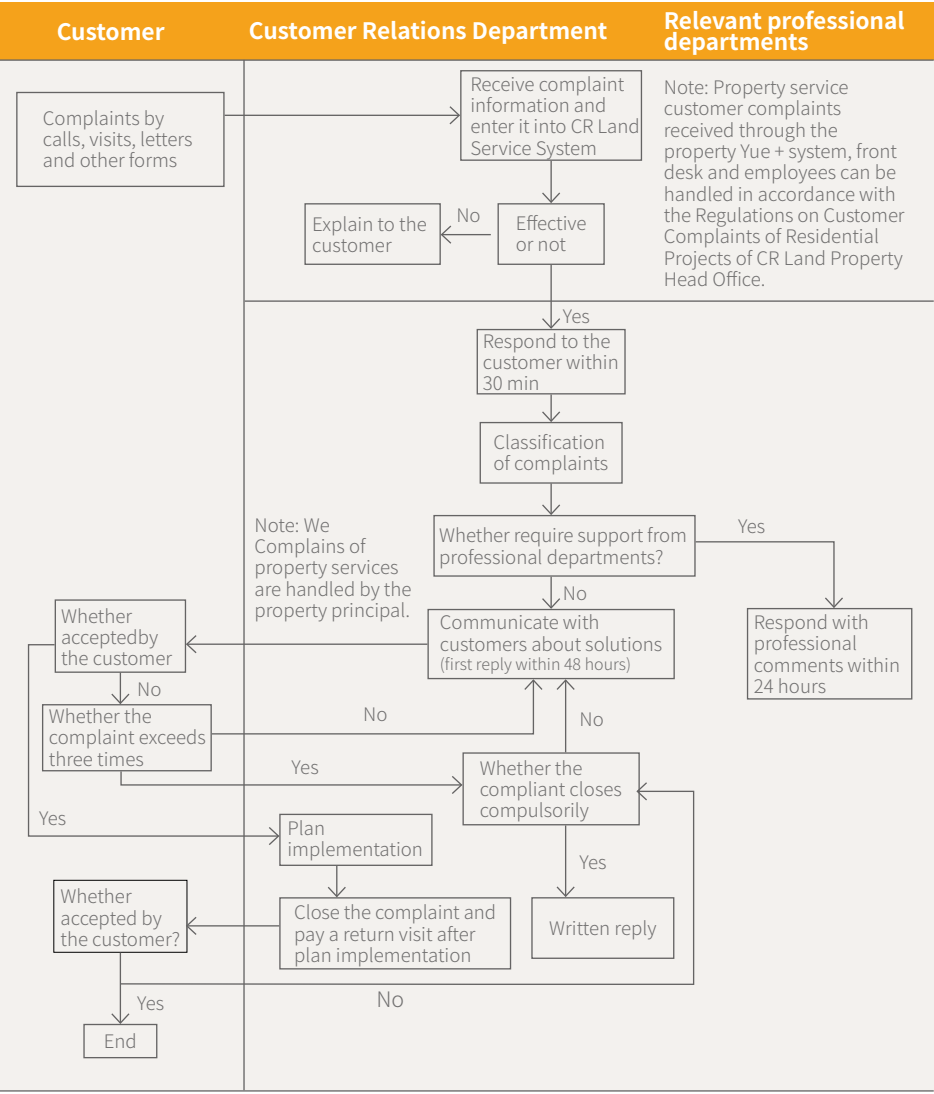 Customer
Customer Relations Department
Relevant professional
departments
Complaints by
calls, visits, letters
and other forms
Receive complaint
information and
enter it into CR Land
Service System
Note: Property service
customer complaints
received through the
property Yue + system, front
desk and employees can be
handled in accordance with
the Regulations on Customer
Complaints of Residential
Projects of CR Land Property
Head Office.
Explain to the
customer
No
Effective
or not
Yes
Respond to the
customer within
30 min
Classification
of complaints
Note: We
Complains of
property services
are handled by the
property principal.
Whether require support from
professional departments?
Yes
No
Whether
acceptedby
the customer
Communicate with
customers about solutions
(first reply within 48 hours)
Respond with
professional
comments within
24 hours
No
Whether the
complaint exceeds
three times
No
No
Yes
Whether the
compliant closes
compulsorily
Yes
Plan
implementation
Yes
Whether
accepted by
the customer?
Close the complaint and
pay a return visit after
plan implementation
Written reply
Yes
No
End